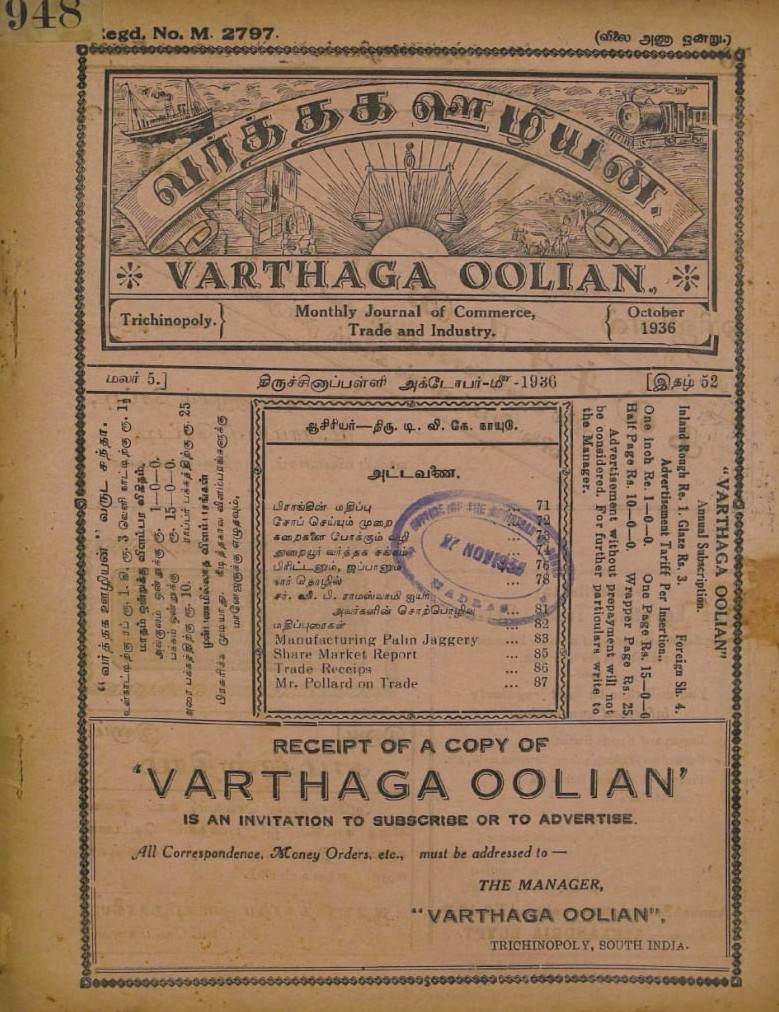 948
Regd. No. M. 2797.
(விலை அணா ஒன்று.)
வர்த்தக ஊழியன்.
VARTHAGA OOLIAN.
Trichinopoly.
Monthly Journal of Commerce,
Trade and Industry.
October
1936
மலர் 5.]
திருச்சினாப்பள்ளி அக்டோபர்-மீ-1936
[இதழ் 52
"வர்த்தக ஊழியன்" வருட சந்தா.
ஆசிரியர்—திரு. டி. வி. கே. நாயுடு.
அட்டவணை.
பிராங்கின் மதிப்பு ... 71
சோப் செய்யும் முறை
கறைகளை போக்கும் வழி
துறையூர் வர்த்தக சங்கம்
பிரிட்டனும், ஜப்பானும் 76
நார் தொழில் ... 78
சர். ஸி. பி. ராமஸ்வாமி ஐயர்
அவர்களின் சொற்பொழிவு ... 81
மதிப்புரைகள் ... 82
Manufacturing Palm Jaggery ... 83
Share Market Report ... 85
Trade Receips ... 86
Mr. Pollard on Trade ... 87
"VARTHAGA OOLIAN"
Annual Subscription.
Inland Rough Re. 1. Glaze Rs. 3. Foreign Sh. 4.
Advertisement Tariff Per Insertion.
One inch Re. 1—0—0. One Page Rs. 15—0—0
Half Page Rs. 10—0—0. Wrapper Page Rs. 25
Advertisement without prepayment will not
be considered. For further particulars write to
the Manager.
RECEIPT OF A COPY OF
'VARTHAGA OOLIAN'
IS AN INVITATION TO SUBSCRIBE OR TO ADVERTISE.
All Correspondence, Money Orders, etc., must be addressed to —
THE MANAGER,
"VARTHAGA OOLIAN",
TRICHINOPOLY, SOUTH INDIA.